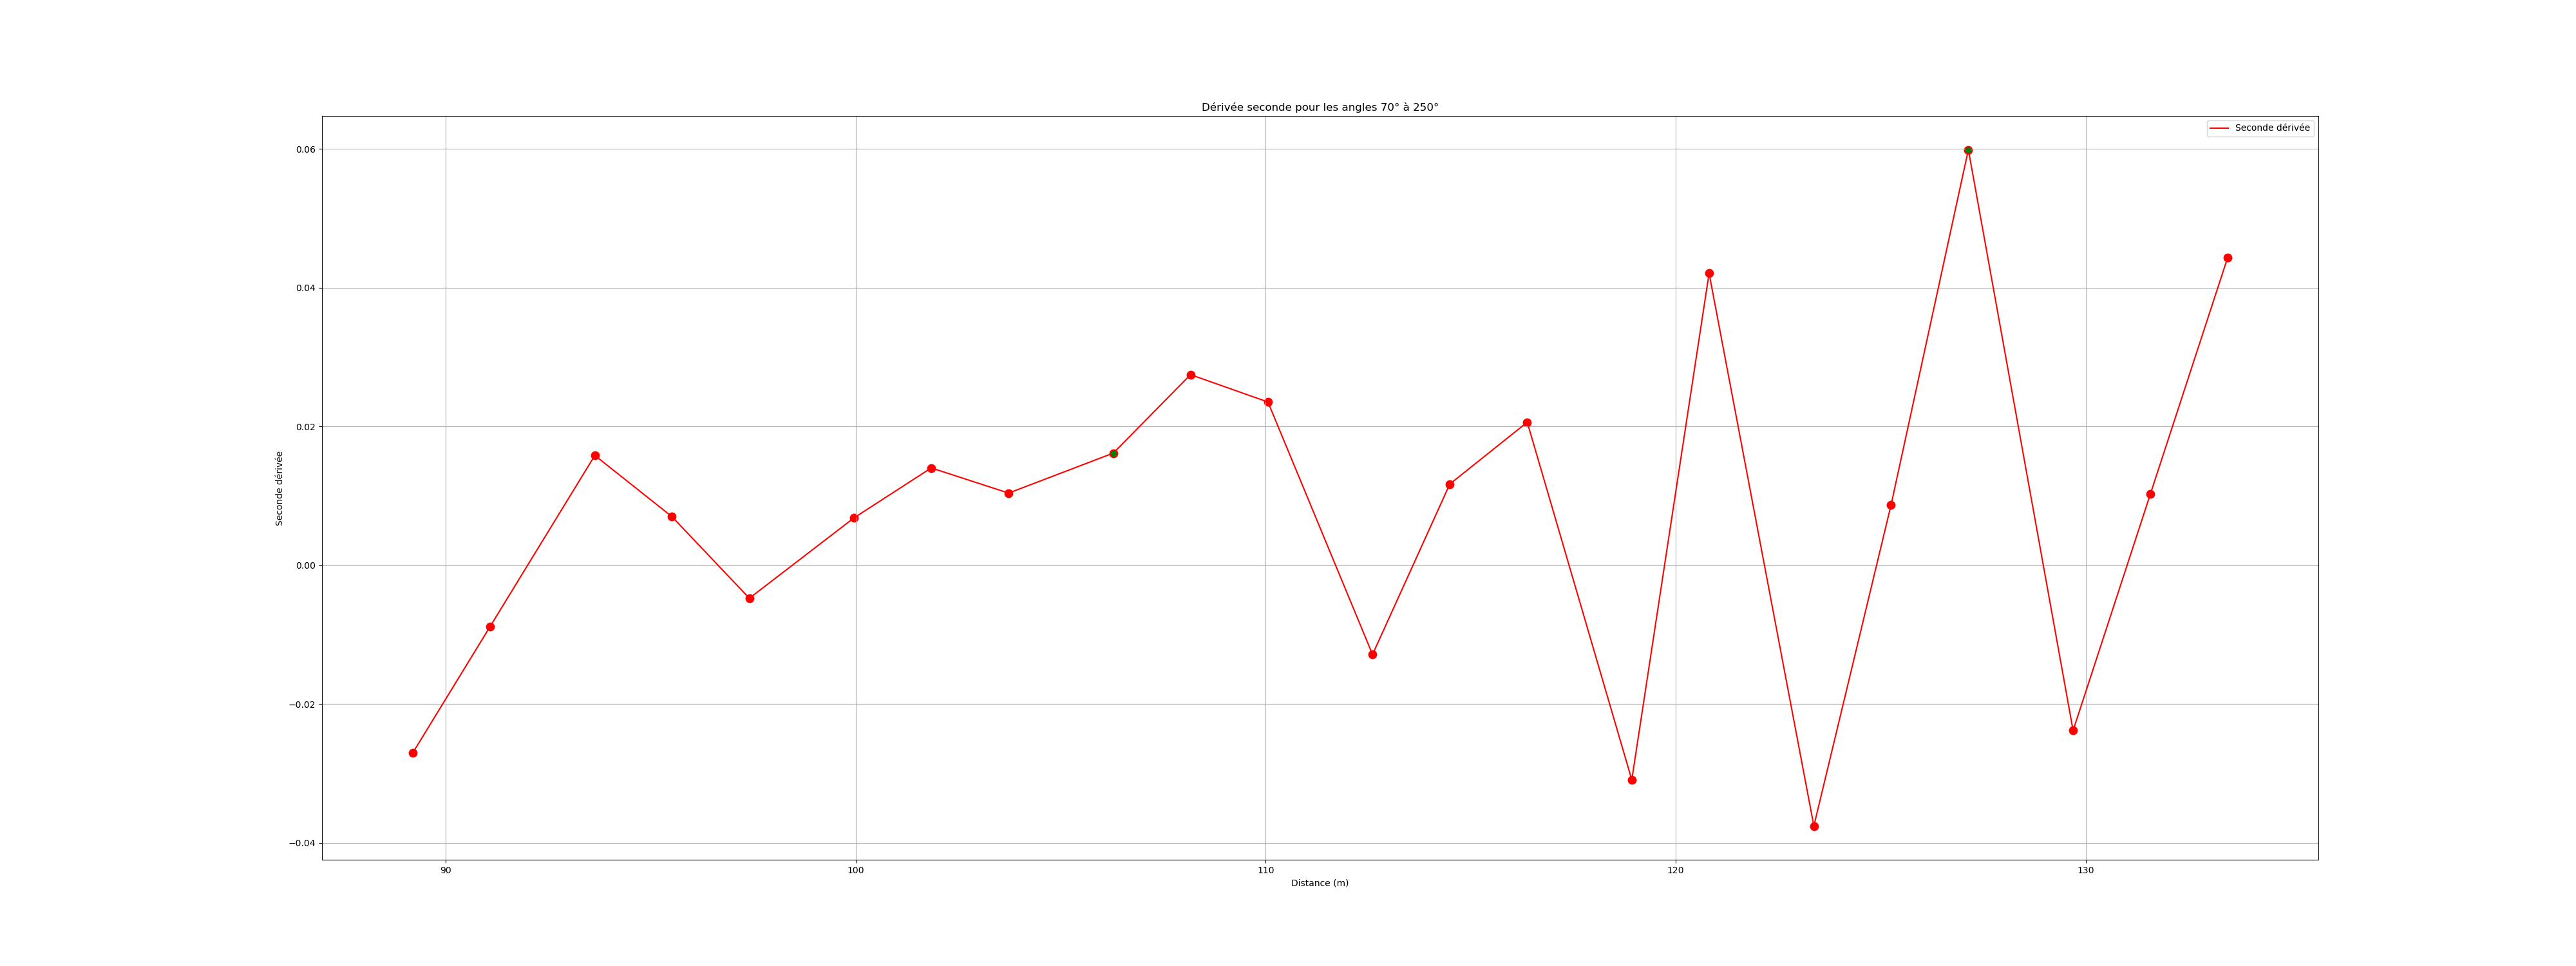 Dérivée seconde pour les angles 70° à 250°
Seconde dérivée
0.06
0.04
0.02
0.00
−0.02
−0.04
Seconde dérivée
90 100 110 120 130
Distance (m)